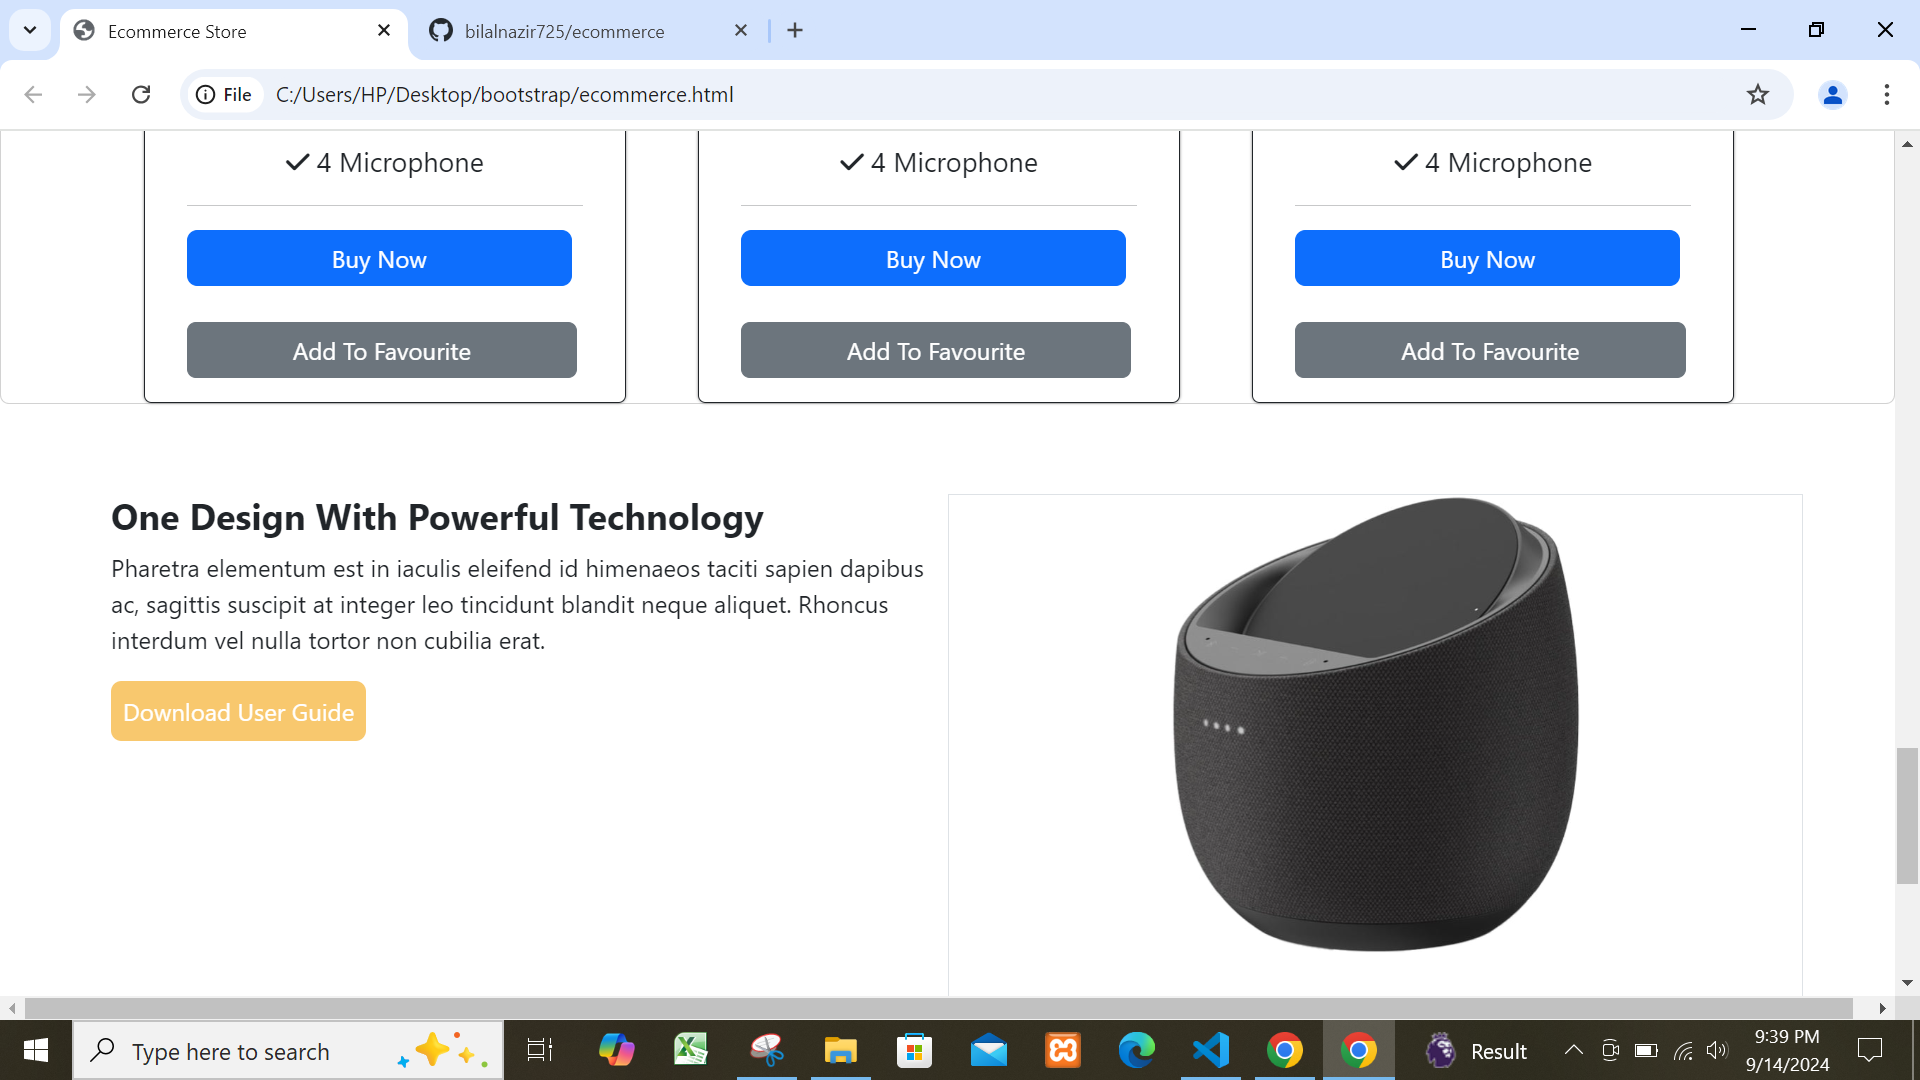 Ecommerce Store
bilalnazir725/ecommerce
File C:/Users/HP/Desktop/bootstrap/ecommerce.html
4 Microphone 4 Microphone 4 Microphone
Buy Now Buy Now Buy Now
Add To Favourite Add To Favourite Add To Favourite
One Design With Powerful Technology
Pharetra elementum est in iaculis eleifend id himenaeos taciti sapien dapibus
ac, sagittis suscipit at integer leo tincidunt blandit neque aliquet. Rhoncus
interdum vel nulla tortor non cubilia erat.
Download User Guide
Type here to search
Result
9:39 PM
9/14/2024